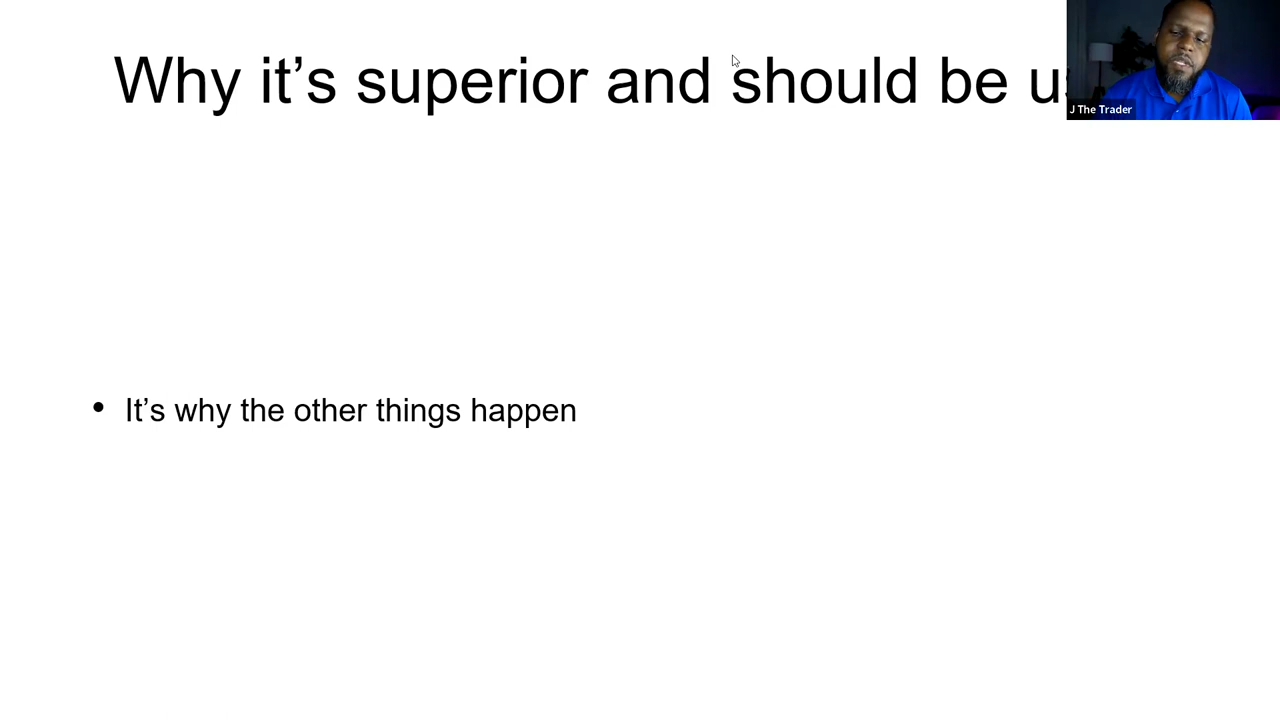 Why it’s superior and should be
J The Trader
• It’s why the other things happen